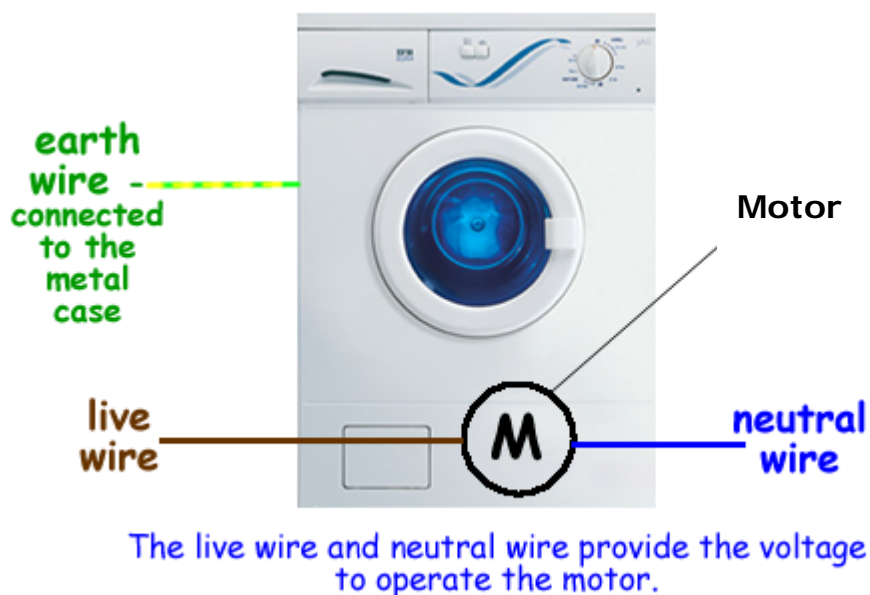 earth
wire -
connected
to the
metal
case
Motor
live
wire
M
neutral
wire
The live wire and neutral wire provide the voltage
to operate the motor.